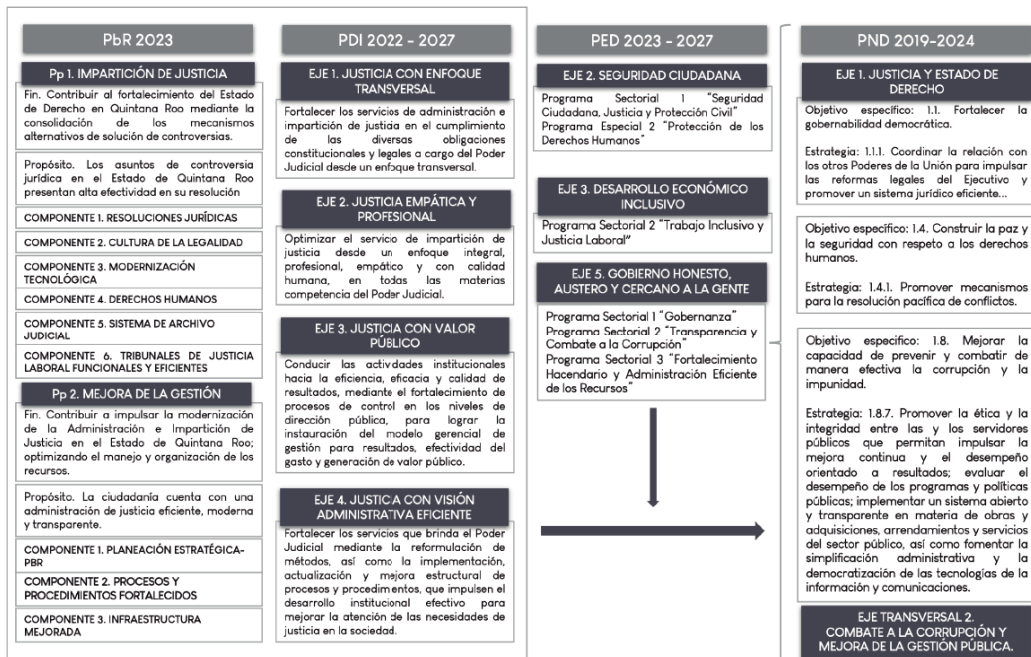 PbR 2023
Pp 1. IMPARTICIÓN DE JUSTICIA
Fin. Contribuir al fortalecimiento del Estado
de Derecho en Quintana Roo mediante la
consolidación de los mecanismos
alternativos de solución de controversias.
Propósito. Los asuntos de controversia
jurídica en el Estado de Quintana Roo
presentan alta efectividad en su resolución
COMPONENTE 1. RESOLUCIONES JURÍDICAS
COMPONENTE 2. CULTURA DE LA LEGALIDAD
COMPONENTE 3. MODERNIZACIÓN
TECNOLÓGICA
COMPONENTE 4. DERECHOS HUMANOS
COMPONENTE 5. SISTEMA DE ARCHIVO
JUDICIAL
COMPONENTE 6. TRIBUNALES DE JUSTICIA
LABORAL FUNCIONALES Y EFICIENTES
Pp 2. MEJORA DE LA GESTIÓN
Fin. Contribuir a impulsar la modernización
de la Administración e Impartición de
Justicia en el Estado de Quintana Roo;
optimizando el manejo y organización de los
recursos.
Propósito. La ciudadanía cuenta con una
administración de justicia eficiente, moderna
y transparente.
COMPONENTE 1. PLANEACIÓN ESTRATÉGICA-
PBR
COMPONENTE 2. PROCESOS Y
PROCEDIMIENTOS FORTALECIDOS
COMPONENTE 3. INFRAESTRUCTURA
MEJORADA
PDI 2022 - 2027
EJE 1. JUSTICIA CON ENFOQUE
TRANSVERSAL
Fortalecer los servicios de administración e
impartición de justicia en el cumplimiento
de las diversas obligaciones
constitucionales y legales a cargo del Poder
Judicial desde un enfoque transversal.
EJE 2. JUSTICIA EMPÁTICA Y
PROFESIONAL
Optimizar el servicio de impartición de
justicia desde un enfoque integral,
profesional, empático y con calidad
humana, en todas las materias
competencia del Poder Judicial.
EJE 3. JUSTICIA CON VALOR
PÚBLICO
Conducir las actividades institucionales
hacia la eficiencia, eficacia y calidad de
resultados, mediante el fortalecimiento de
procesos de control en los niveles de
dirección pública, para lograr la
instauración del modelo gerencial de
gestión para resultados, efectividad del
gasto y generación de valor público.
EJE 4. JUSTICIA CON VISIÓN
ADMINISTRATIVA EFICIENTE
Fortalecer los servicios que brinda el Poder
Judicial mediante la reformulación de
métodos, así como la implementación,
actualización y mejora estructural de
procesos y procedimientos, que impulsen el
desarrollo institucional efectivo para
mejorar la atención de las necesidades de
justicia en la sociedad.
PED 2023 - 2027
EJE 2. SEGURIDAD CIUDADANA
Programa Sectorial 1 "Seguridad
Ciudadana, Justicia y Protección Civil"
Programa Especial 2 "Protección de los
Derechos Humanos"
EJE 3. DESARROLLO ECONÓMICO
INCLUSIVO
Programa Sectorial 2 "Trabajo Inclusivo y
Justicia Laboral"
EJE 5. GOBIERNO HONESTO,
AUSTERO Y CERCANO A LA GENTE
Programa Sectorial 1 "Gobernanza"
Programa Sectorial 2 "Transparencia y
Combate a la Corrupción"
Programa Sectorial 3 "Fortalecimiento
Hacendario y Administración Eficiente
de los Recursos"
PND 2019-2024
EJE 1. JUSTICIA Y ESTADO DE
DERECHO
Objetivo específico: 1.1. Fortalecer la
gobernabilidad democrática.
Estrategia: 1.1.1. Coordinar la relación con
los otros Poderes de la Unión para impulsar
las reformas legales del Ejecutivo y
promover un sistema jurídico eficiente...
Objetivo específico: 1.4. Construir la paz y
la seguridad con respeto a los derechos
humanos.
Estrategia: 1.4.1. Promover mecanismos
para la resolución pacífica de conflictos.
Objetivo específico: 1.8. Mejorar la
capacidad de prevenir y combatir de
manera efectiva la corrupción y la
impunidad.
Estrategia: 1.8.7. Promover la ética y la
integridad entre las y los servidores
públicos que permitan impulsar la
mejora continua y el desempeño
orientado a resultados; evaluar el
desempeño de los programas y políticas
públicas; implementar un sistema abierto
y transparente en materia de obras y
adquisiciones, arrendamientos y servicios
del sector público, así como fomentar la
simplificación administrativa y la
democratización de las tecnologías de la
información y comunicaciones.
EJE TRANSVERSAL 2.
COMBATE A LA CORRUPCIÓN Y
MEJORA DE LA GESTIÓN PÚBLICA.